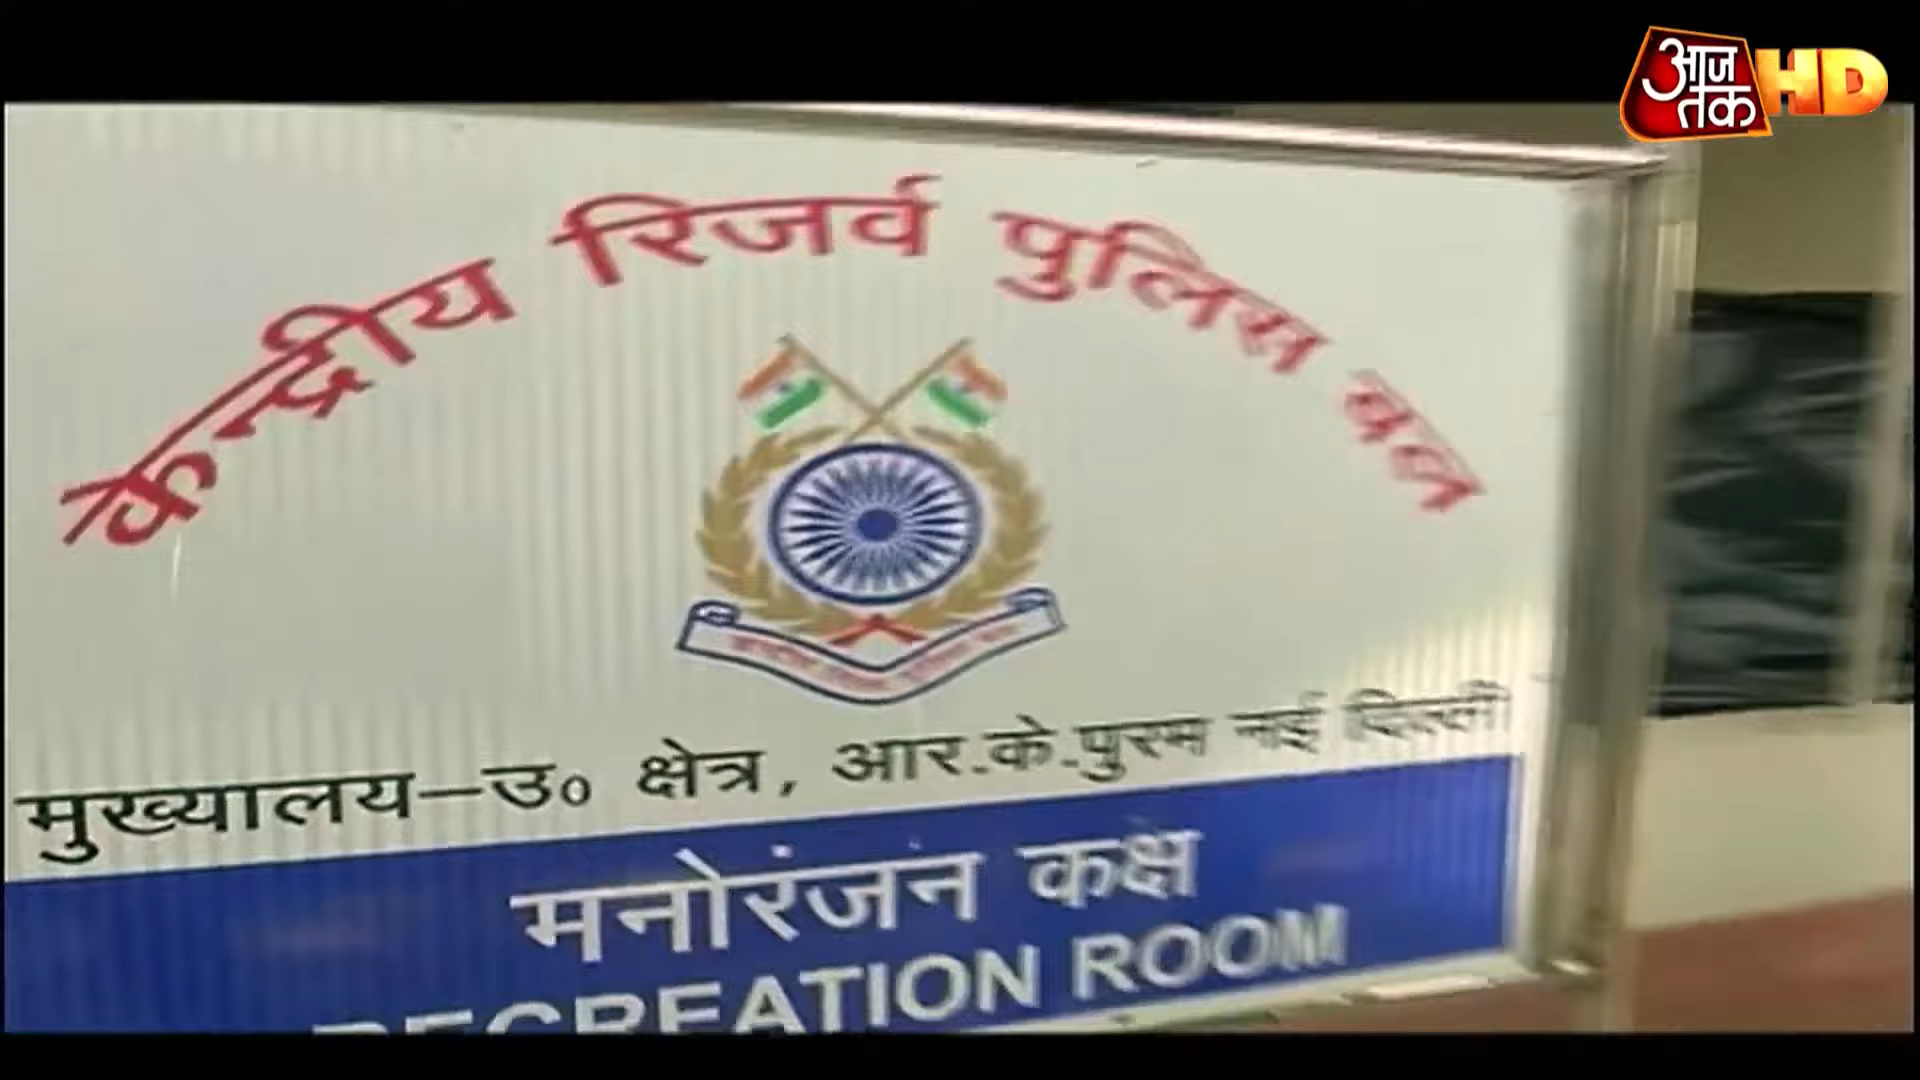 आज तक HD
केन्द्रीय रिजर्व पुलिस बल
मुख्यालय–उ० क्षेत्र, आर.के.पुरम नई दिल्ली
मनोरंजन कक्ष
RECREATION ROOM